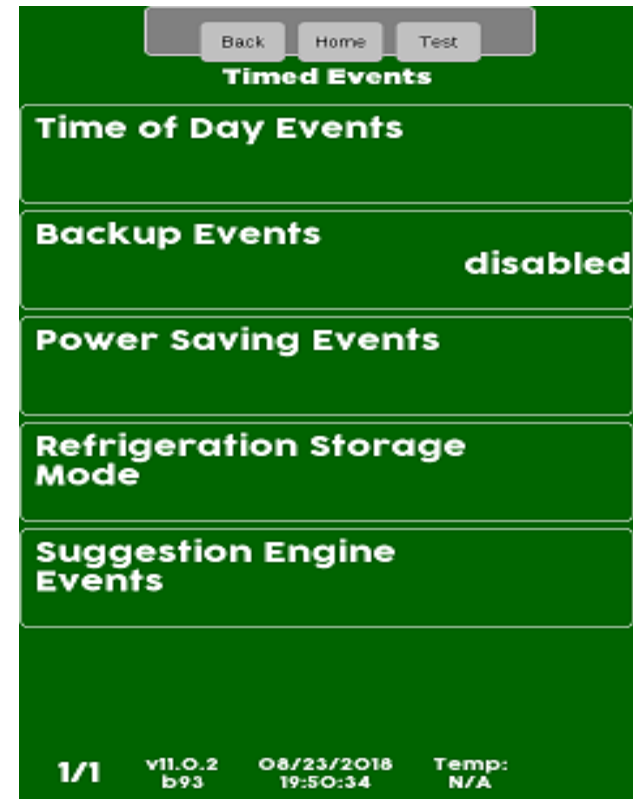 Back Home Test
Timed Events
Time of Day Events
Backup Events
disabled
Power Saving Events
Refrigeration Storage
Mode
Suggestion Engine
Events
1/1 v11.0.2 08/23/2018 Temp:
b93 19:50:34 N/A